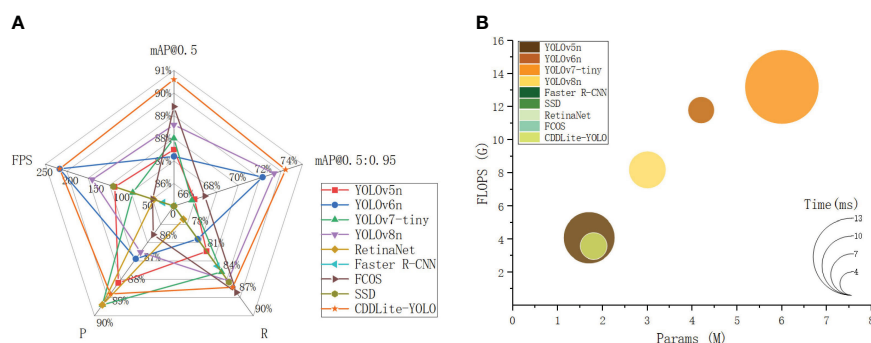 A
mAP@0.5
91%
90%
89%
88%
87%
86%
mAP@0.5:0.95
74%
72%
70%
68%
66%
FPS
250
200
150
100
50
0
78%
81%
84%
87%
90%
R
86%
87%
88%
89%
90%
P
YOLOv5n
YOLOv6n
YOLOv7-tiny
YOLOv8n
RetinaNet
Faster R-CNN
FCOS
SSD
CDDLite-YOLO
B
FLOPS (G)
16
14
12
10
8
6
4
2
0
1
2
3
4
5
6
7
8
Params (M)
YOLOv5n
YOLOv6n
YOLOv7-tiny
YOLOv8n
Faster R-CNN
SSD
RetinaNet
FCOS
CDDLite-YOLO
Time(ms)
13
10
7
4